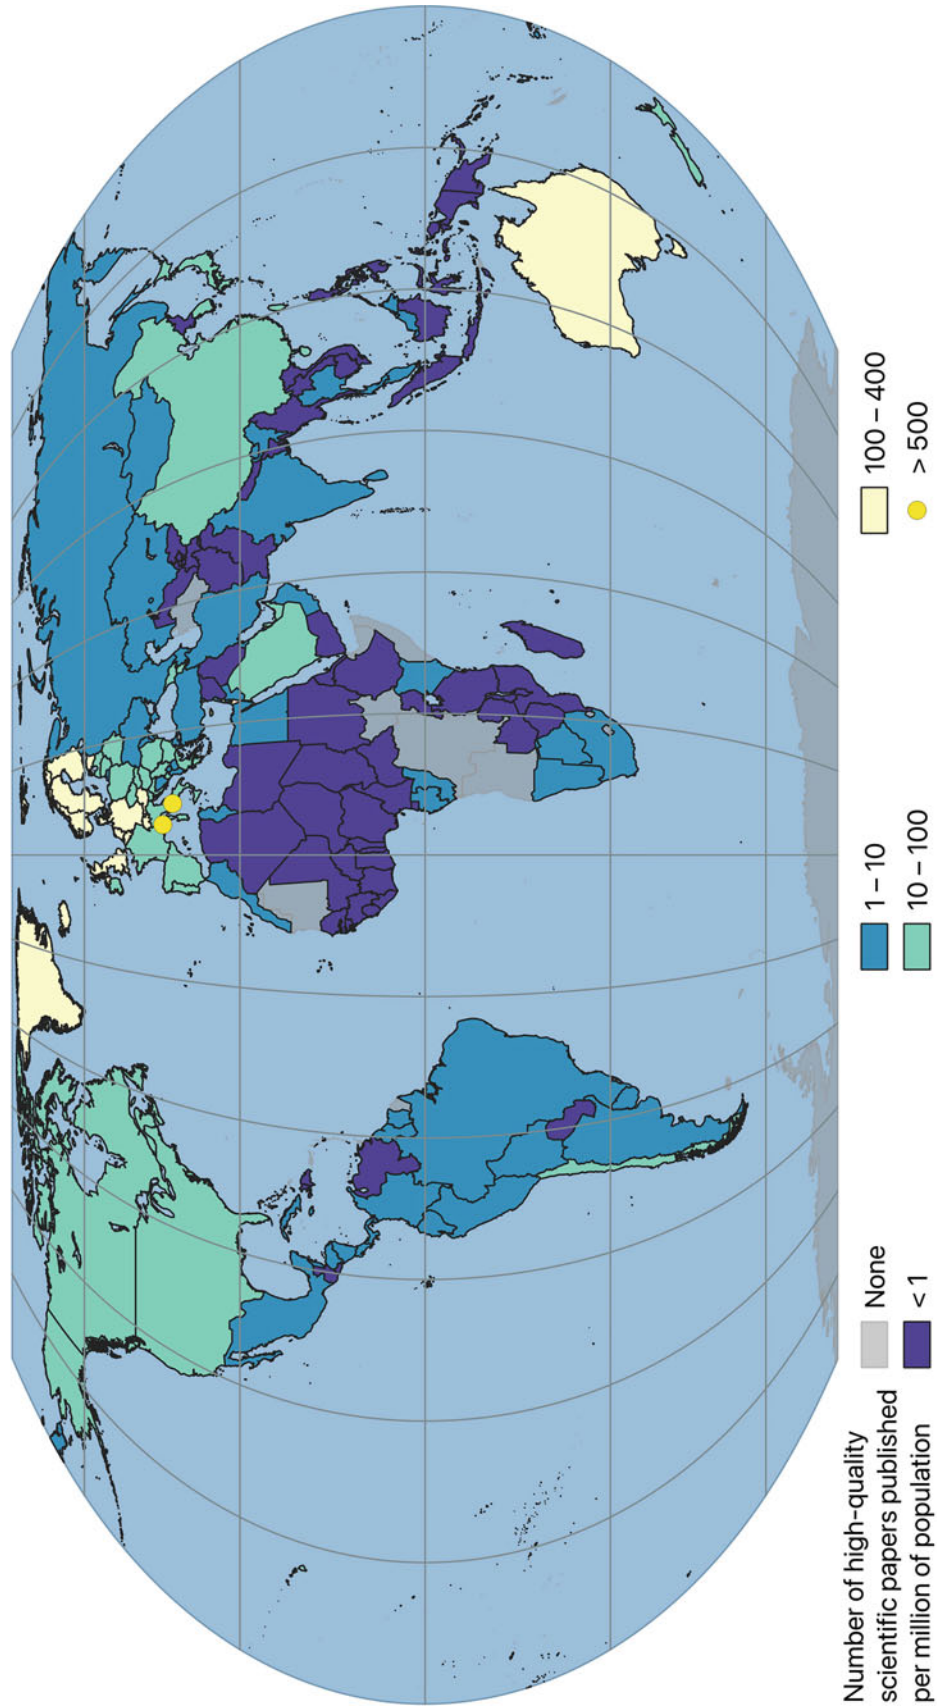 Number of high-quality
scientific papers published
per million of population
None
< 1
1 – 10
10 – 100
100 – 400
> 500